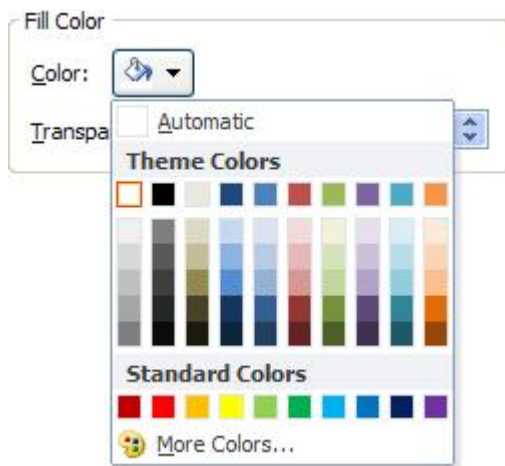 Fill Color
Color:
Automatic
Transpa
Theme Colors
Standard Colors
More Colors...